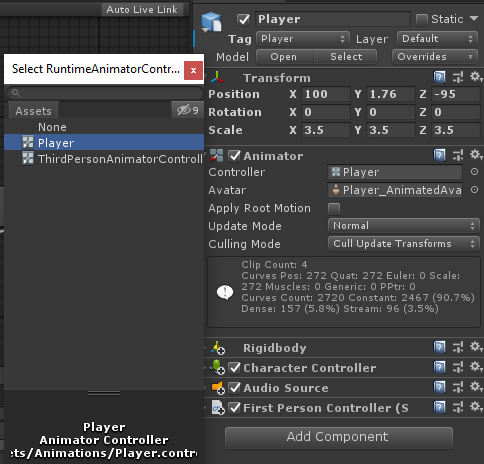 Auto Live Link
Select RuntimeAnimatorContr...
x
Assets
9
None
Player
ThirdPersonAnimatorControll
Player
Animator Controller
ets/Animations/Player.contr
Player
Static
Tag Player Layer Default
Model Open Select Overrides
Transform
Position X 100 Y 1.76 Z -95
Rotation X 0 Y 0 Z 0
Scale X 3.5 Y 3.5 Z 3.5
Animator
Controller Player
Avatar Player_AnimatedAva
Apply Root Motion
Update Mode Normal
Culling Mode Cull Update Transforms
Clip Count: 4
Curves Pos: 272 Quat: 272 Euler: 0 Scale:
272 Muscles: 0 Generic: 0 PPtr: 0
Curves Count: 2720 Constant: 2467 (90.7%)
Dense: 157 (5.8%) Stream: 96 (3.5%)
Rigidbody
Character Controller
Audio Source
First Person Controller (S
Add Component